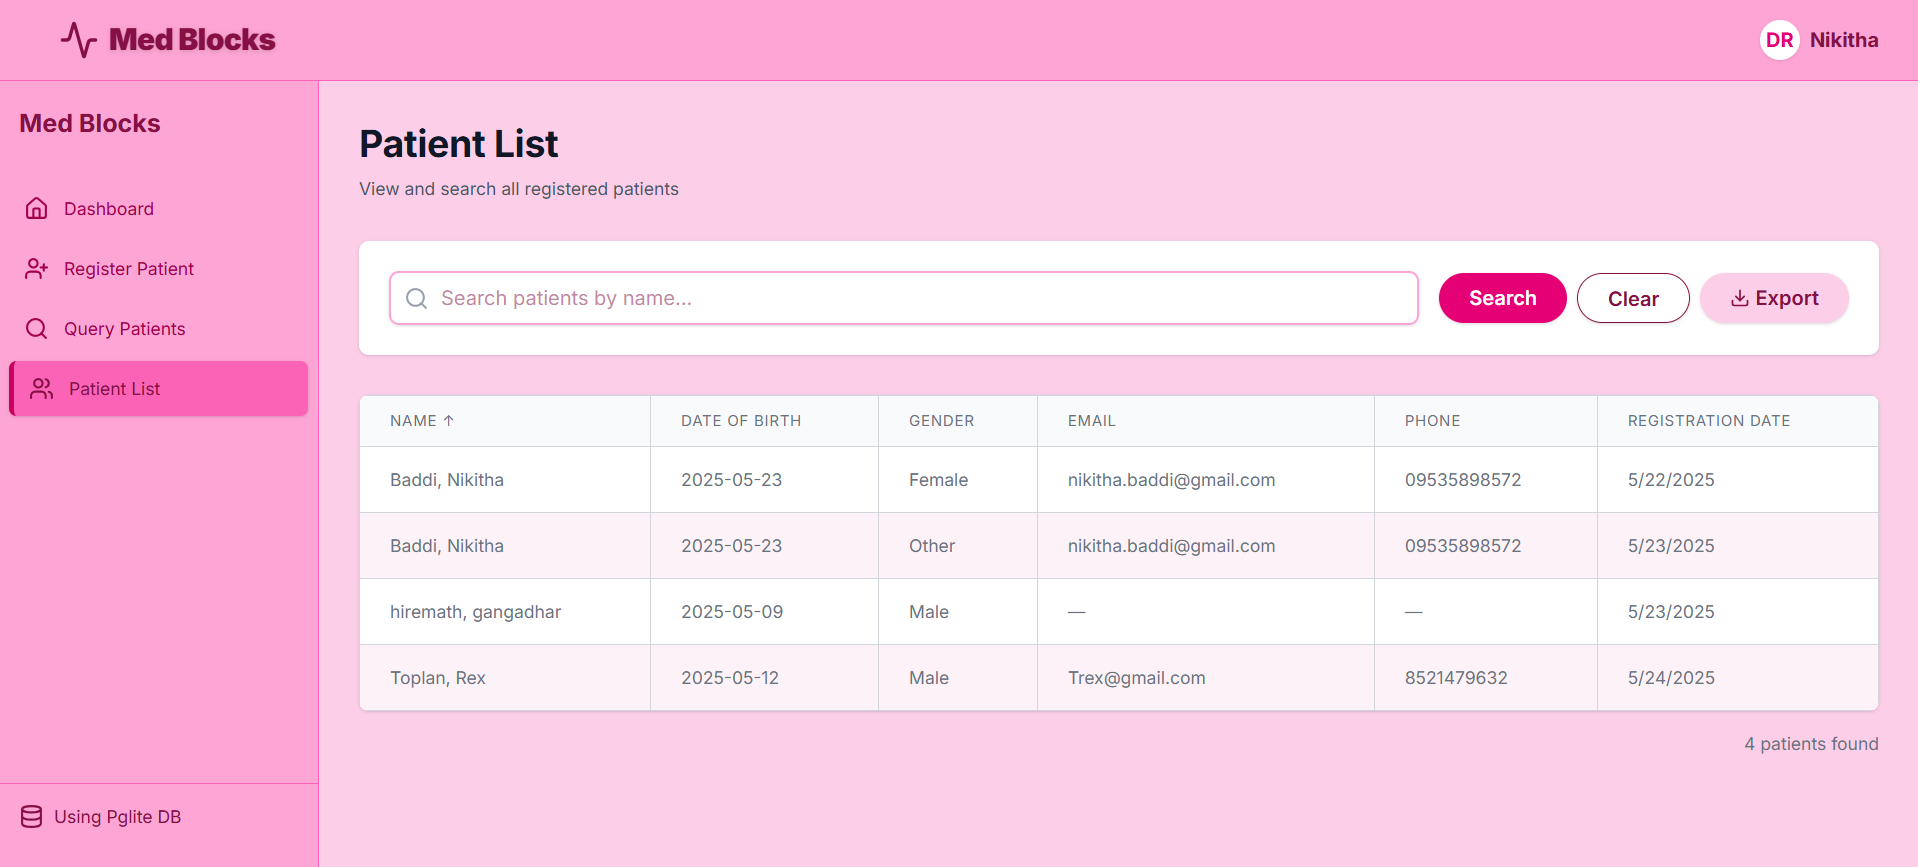 Med Blocks
DR Nikitha
Med Blocks
Dashboard
Register Patient
Query Patients
Patient List
Using Pglite DB
Patient List
View and search all registered patients
Search patients by name...
Search
Clear
Export
NAME ↑ DATE OF BIRTH GENDER EMAIL PHONE REGISTRATION DATE
Baddi, Nikitha 2025-05-23 Female nikitha.baddi@gmail.com 09535898572 5/22/2025
Baddi, Nikitha 2025-05-23 Other nikitha.baddi@gmail.com 09535898572 5/23/2025
hiremath, gangadhar 2025-05-09 Male — — 5/23/2025
Toplan, Rex 2025-05-12 Male Trex@gmail.com 8521479632 5/24/2025
4 patients found